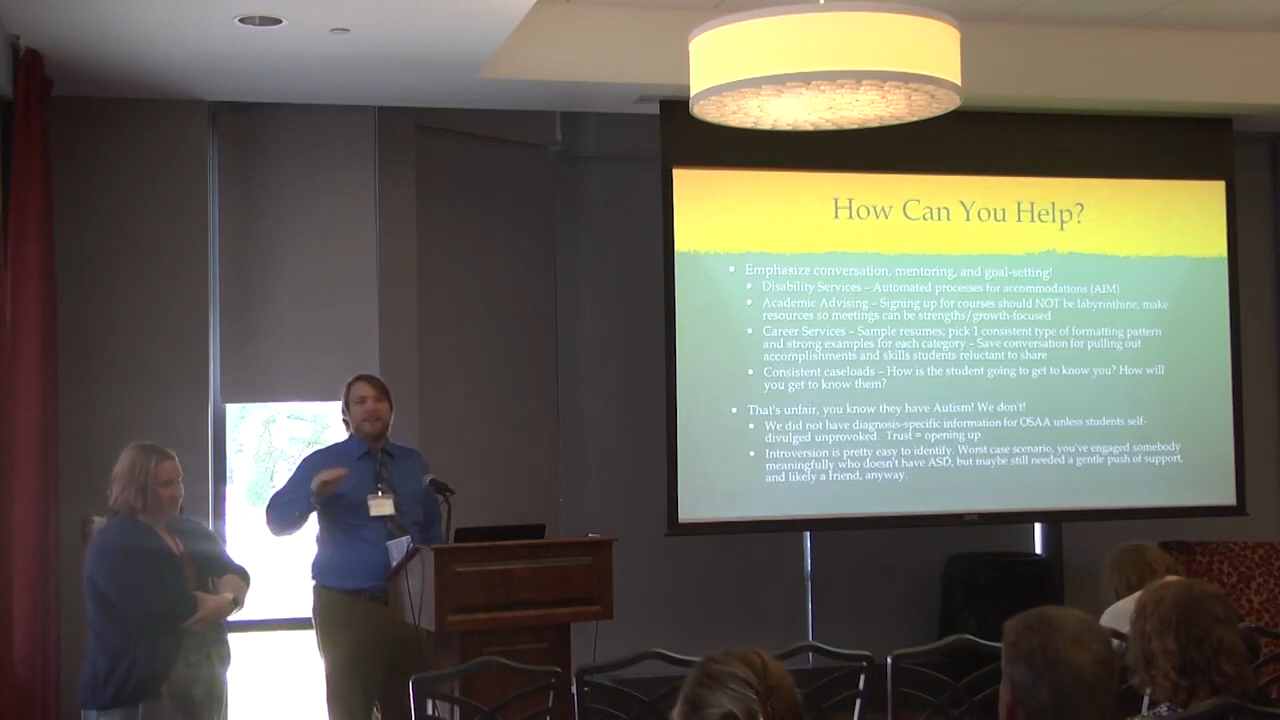 How Can You Help?
• Emphasize conversation, mentoring, and goal-setting!
• Disability Services – Automated processes for accommodations (AIM)
• Academic Advising – Signing up for courses should NOT be labyrinthine, make
resources so meetings can be strengths/growth-focused
• Career Services – Sample resumes, pick 1 consistent type of formatting pattern
and strong examples for each category – Save conversation for pulling out
accomplishments and skills students reluctant to share
• Consistent caseloads – How is the student going to get to know you? How will
you get to know them?
• That's unfair, you know they have Autism! We don't!
• We did not have diagnosis-specific information for OSAA unless students self-
divulged unprovoked. Trust = opening up.
• Introversion is pretty easy to identify. Worst case scenario, you've engaged somebody
meaningfully who doesn't have ASD, but maybe still needed a gentle push of support,
and likely a friend, anyway.